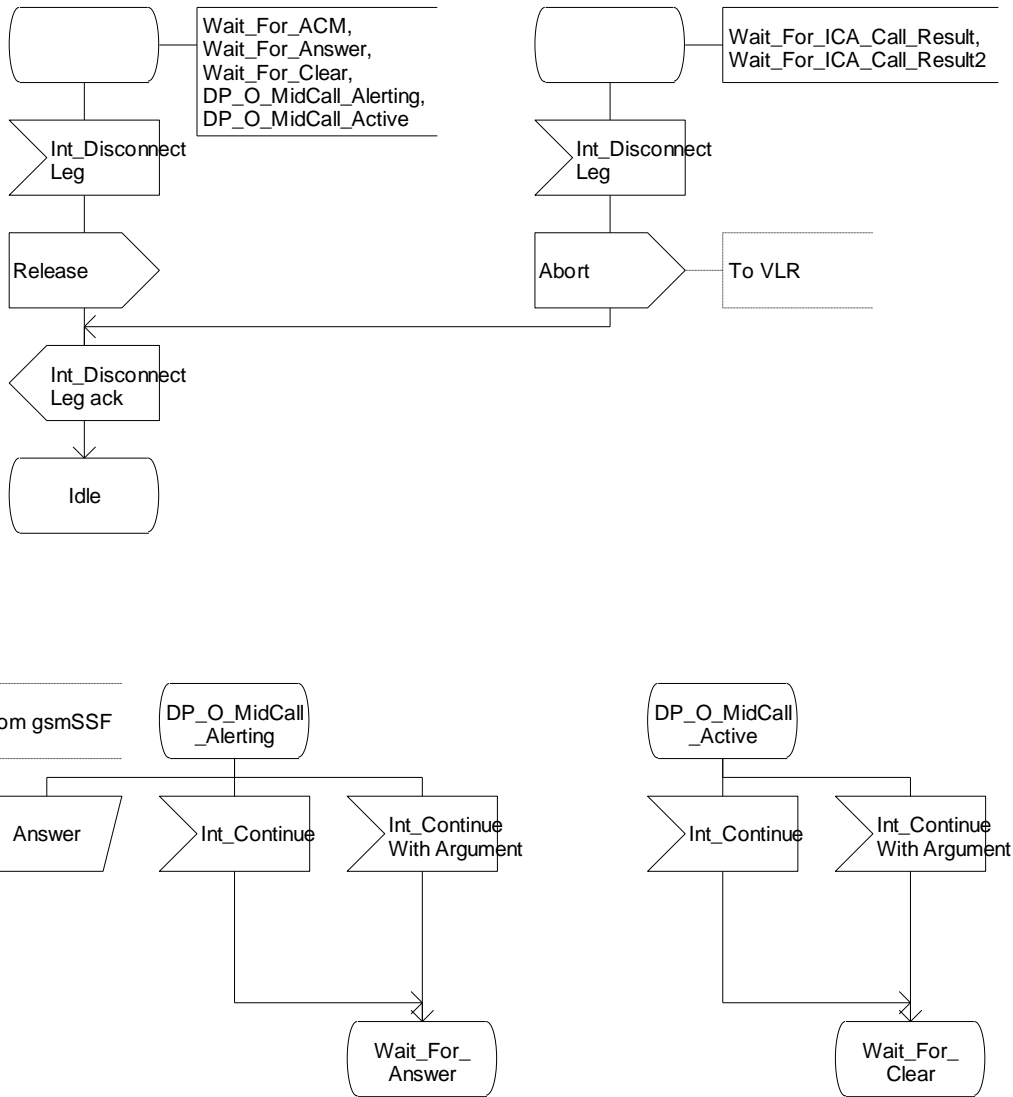 Wait_For_ACM,
Wait_For_Answer,
Wait_For_Clear,
DP_O_MidCall_Alerting,
DP_O_MidCall_Active
Wait_For_ICA_Call_Result,
Wait_For_ICA_Call_Result2
Int_Disconnect
Leg
Int_Disconnect
Leg
Release
Abort
To VLR
Int_Disconnect
Leg ack
Idle
om gsmSSF
DP_O_MidCall
_Alerting
DP_O_MidCall
_Active
Answer
Int_Continue
Int_Continue
With Argument
Int_Continue
Int_Continue
With Argument
Wait_For_
Answer
Wait_For_
Clear